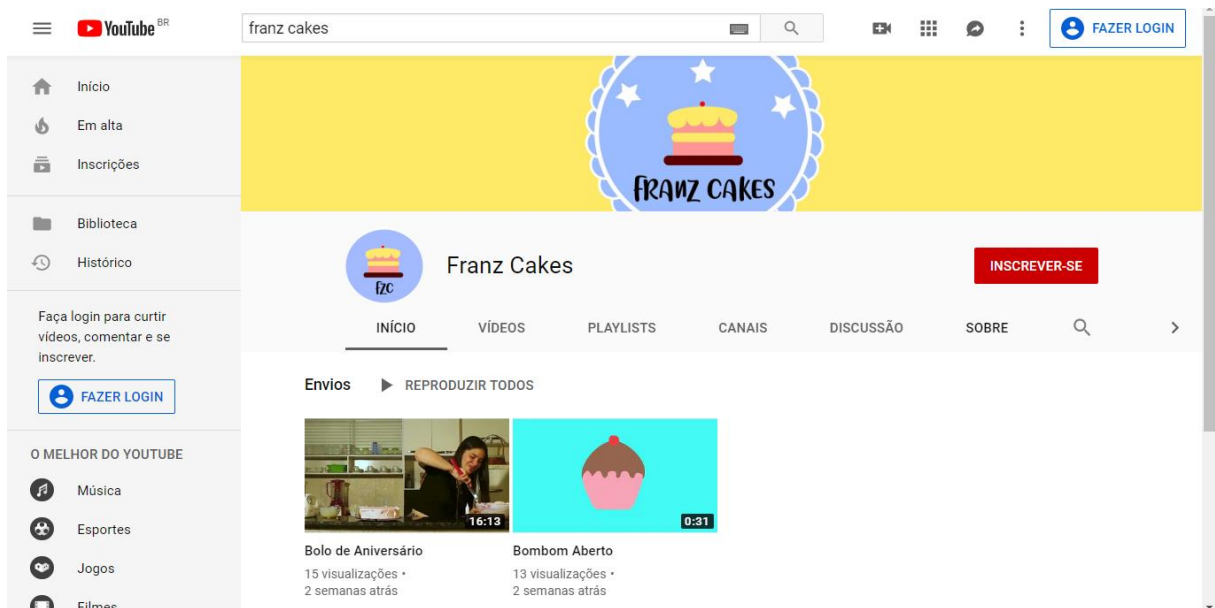 YouTube BR
franz cakes
FAZER LOGIN
Início
Em alta
Inscrições
Biblioteca
Histórico
Faça login para curtir
vídeos, comentar e se
inscrever.
FAZER LOGIN
O MELHOR DO YOUTUBE
Música
Esportes
Jogos
Filmes
FRANZ CAKES
FZC
Franz Cakes
INSCREVER-SE
INÍCIO VÍDEOS PLAYLISTS CANAIS DISCUSSÃO SOBRE
Envios REPRODUZIR TODOS
16:13
0:31
Bolo de Aniversário
15 visualizações •
2 semanas atrás
Bombom Aberto
13 visualizações •
2 semanas atrás